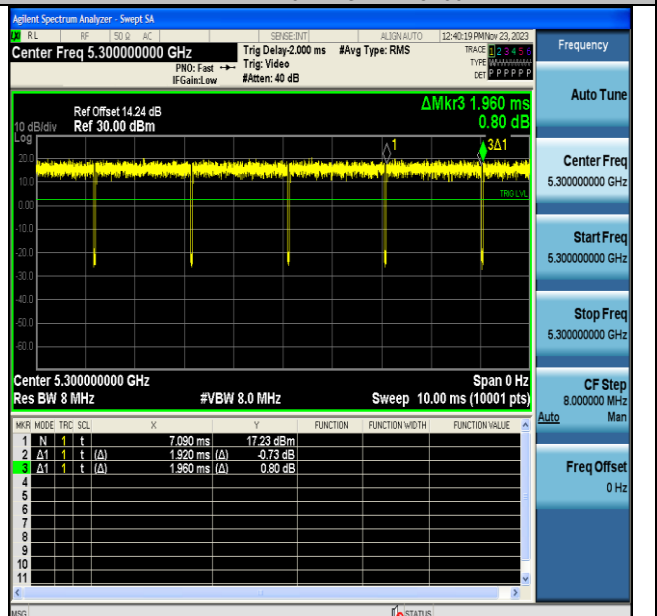 Agilent Spectrum Analyzer - Swept SA
RL RF 50 Ω AC SENSE:INT ALIGN AUTO 12:40:19 PM Nov 23, 2023
Center Freq 5.300000000 GHz
PNO: Fast
IFGain:Low
Trig Delay-2.000 ms
Trig: Video
#Atten: 40 dB
#Avg Type: RMS
TRACE 1 2 3 4 5 6
TYPE
DET P P P P P P
Frequency
Auto Tune
Center Freq
5.300000000 GHz
Start Freq
5.300000000 GHz
Stop Freq
5.300000000 GHz
CF Step
8.000000 MHz
Auto Man
Freq Offset
0 Hz
Ref Offset 14.24 dB
10 dB/div Ref 30.00 dBm
Log
ΔMkr3 1.960 ms
0.80 dB
1
3Δ1
20.0
10.0
TRIG LVL
0.00
-10.0
-20.0
-30.0
-40.0
-50.0
-60.0
Center 5.300000000 GHz Span 0 Hz
Res BW 8 MHz #VBW 8.0 MHz Sweep 10.00 ms (10001 pts)
MKR MODE TRC SCL X Y FUNCTION FUNCTION WIDTH FUNCTION VALUE
1 N 1 t 7.090 ms 17.23 dBm
2 Δ1 1 t (Δ) 1.920 ms (Δ) -0.73 dB
3 Δ1 1 t (Δ) 1.960 ms (Δ) 0.80 dB
4
5
6
7
8
9
10
11
MSG STATUS